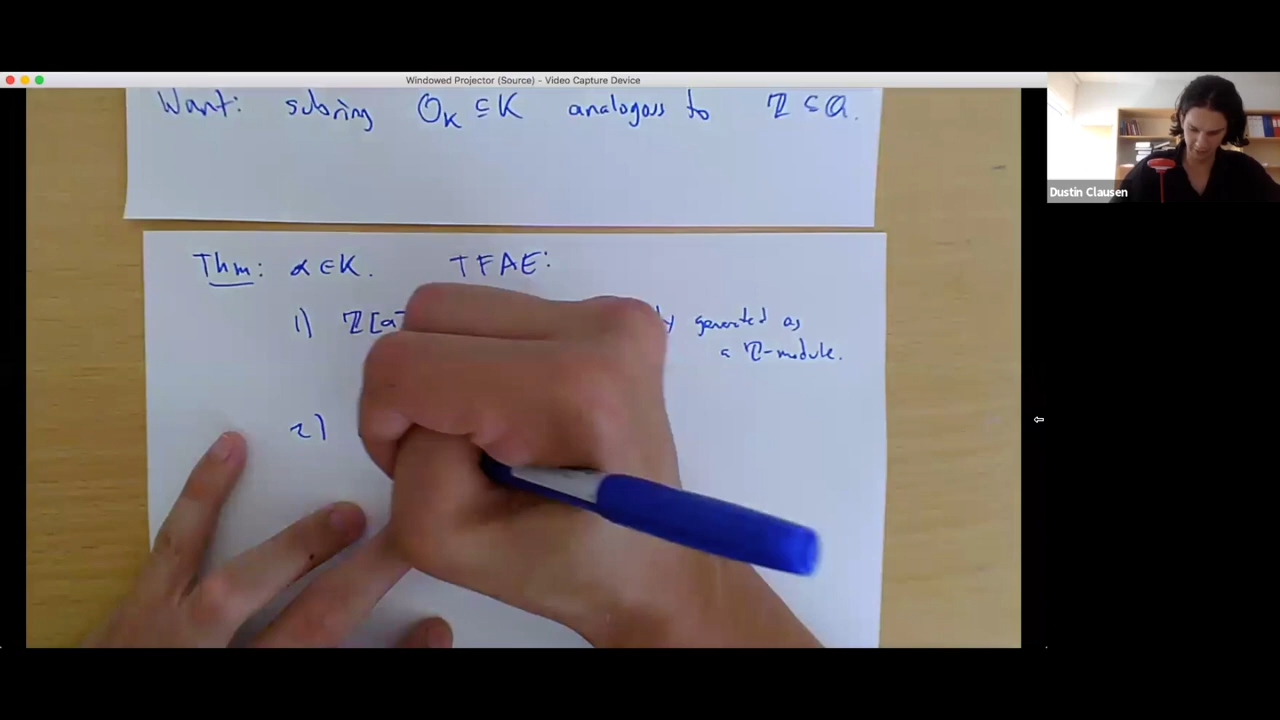 Windowed Projector (Source) - Video Capture Device
Want: subring O_K ⊆ K analogous to ℤ ⊆ ℚ.
Dustin Clausen
Thm: α ∈ K. TFAE:
1) ℤ[α] generated as
a ℤ-module.
2)